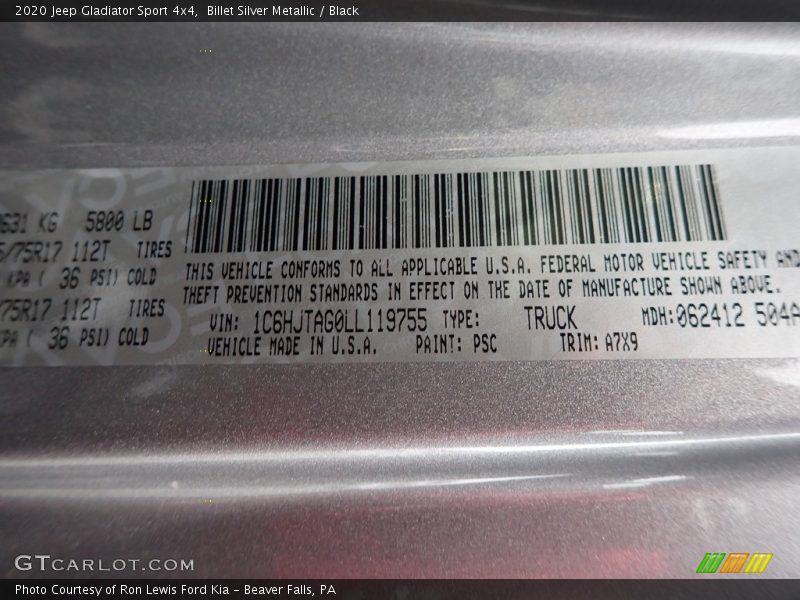 2020 Jeep Gladiator Sport 4x4, Billet Silver Metallic / Black
631 KG 5800 LB
/75R17 112T TIRES
KPA ( 36 PSI) COLD
/75R17 112T TIRES
KPA ( 36 PSI) COLD
THIS VEHICLE CONFORMS TO ALL APPLICABLE U.S.A. FEDERAL MOTOR VEHICLE SAFETY AND
THEFT PREVENTION STANDARDS IN EFFECT ON THE DATE OF MANUFACTURE SHOWN ABOVE.
VIN: 1C6HJTAG0LL119755 TYPE: TRUCK MDH:062412 504A
VEHICLE MADE IN U.S.A. PAINT: PSC TRIM: A7X9
GTCARLOT.COM
Photo Courtesy of Ron Lewis Ford Kia - Beaver Falls, PA